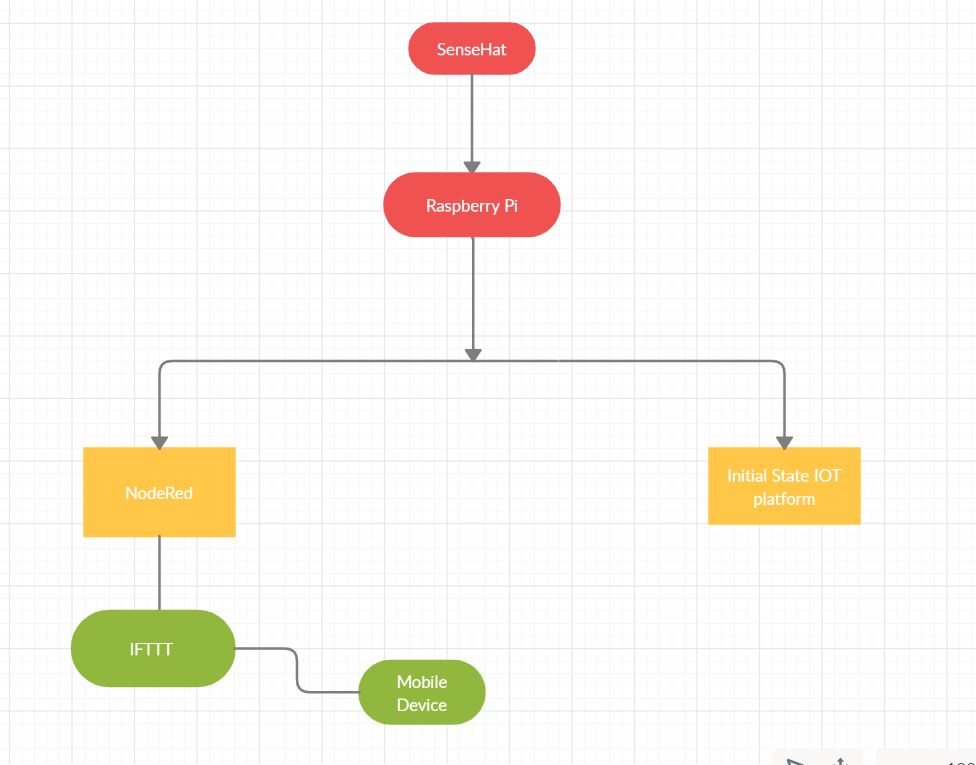 SenseHat
Raspberry Pi
NodeRed
Initial State IOT
platform
IFTTT
Mobile
Device